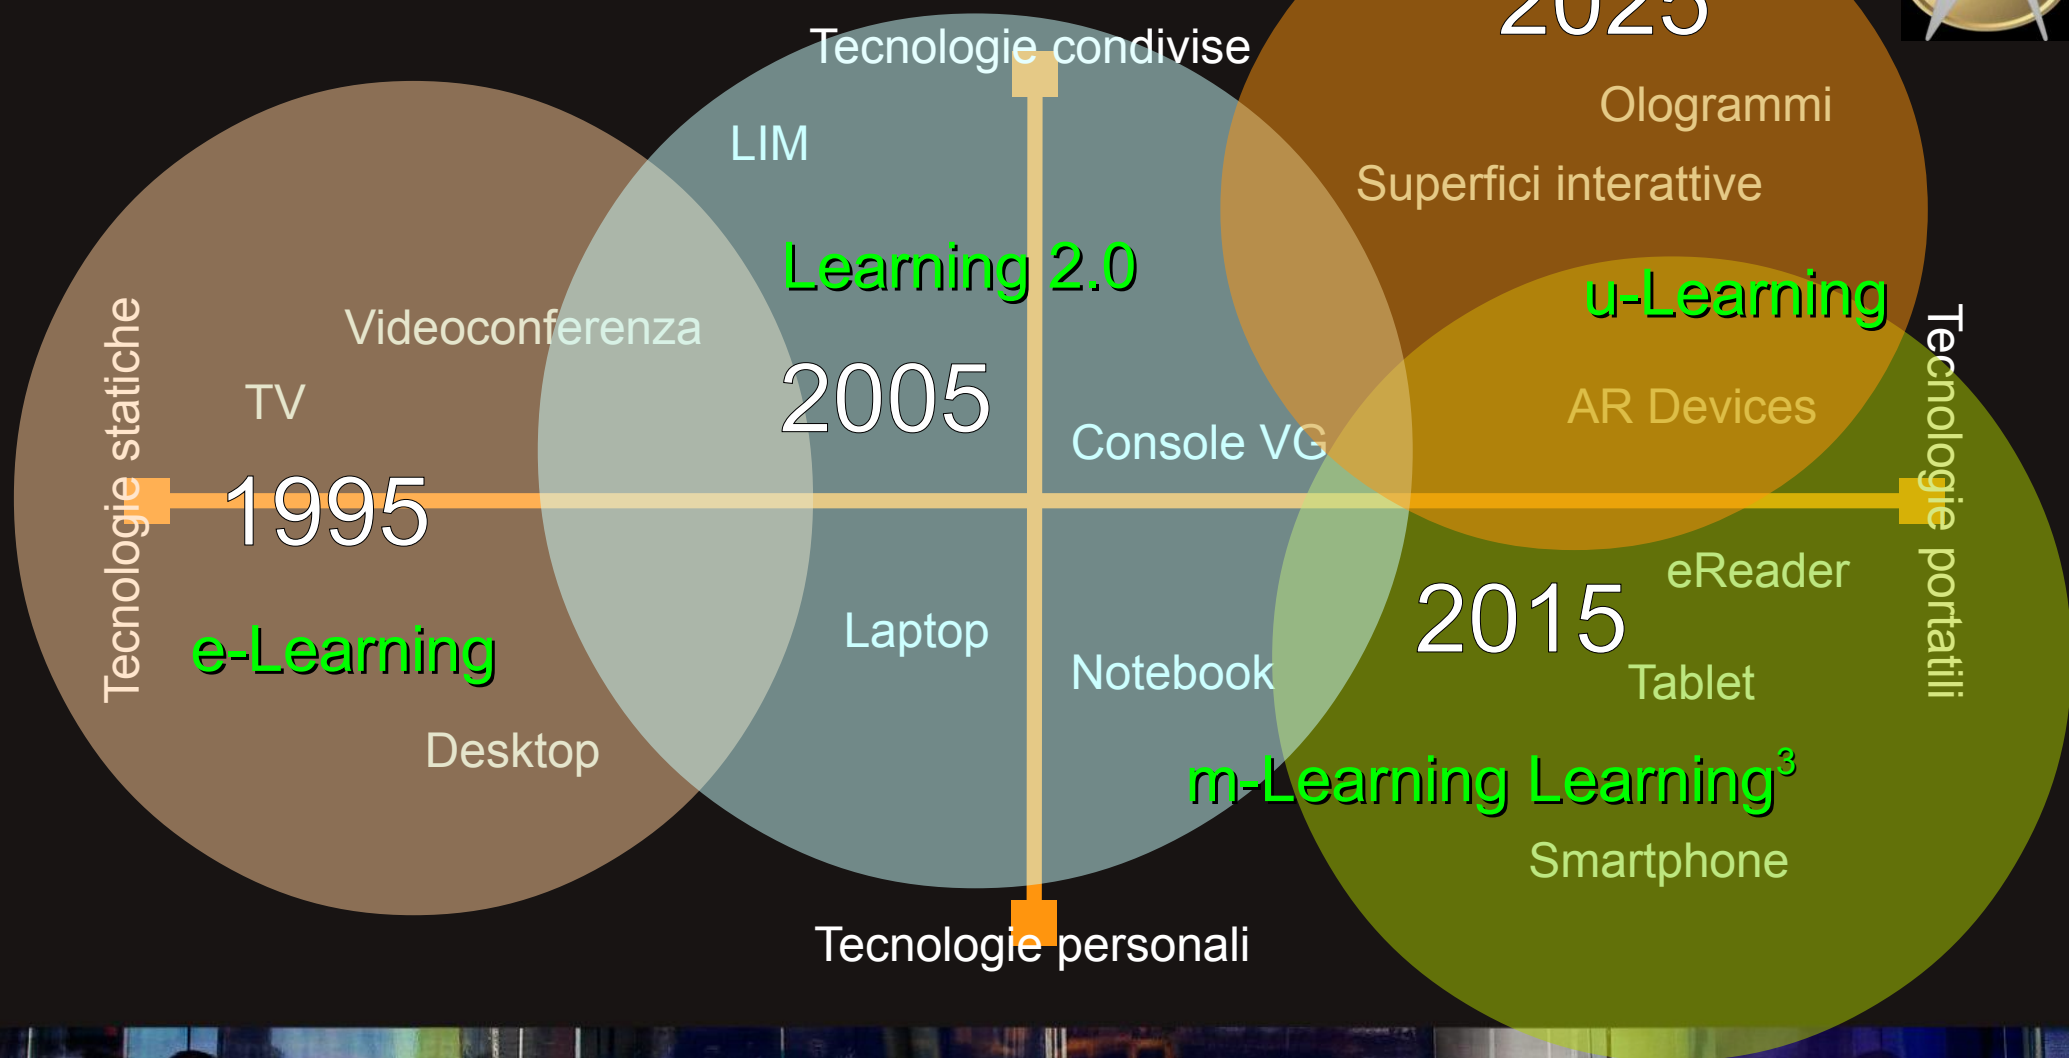 2025
Tecnologie condivise
Ologrammi
LIM
Superfici interattive
Learning 2.0
u-Learning
Videoconferenza
TV
2005
AR Devices
Console VG
Tecnologie statiche
1995
Tecnologie portatili
eReader
2015
Laptop
e-Learning
Notebook
Tablet
Desktop
m-Learning Learning³
Smartphone
Tecnologie personali